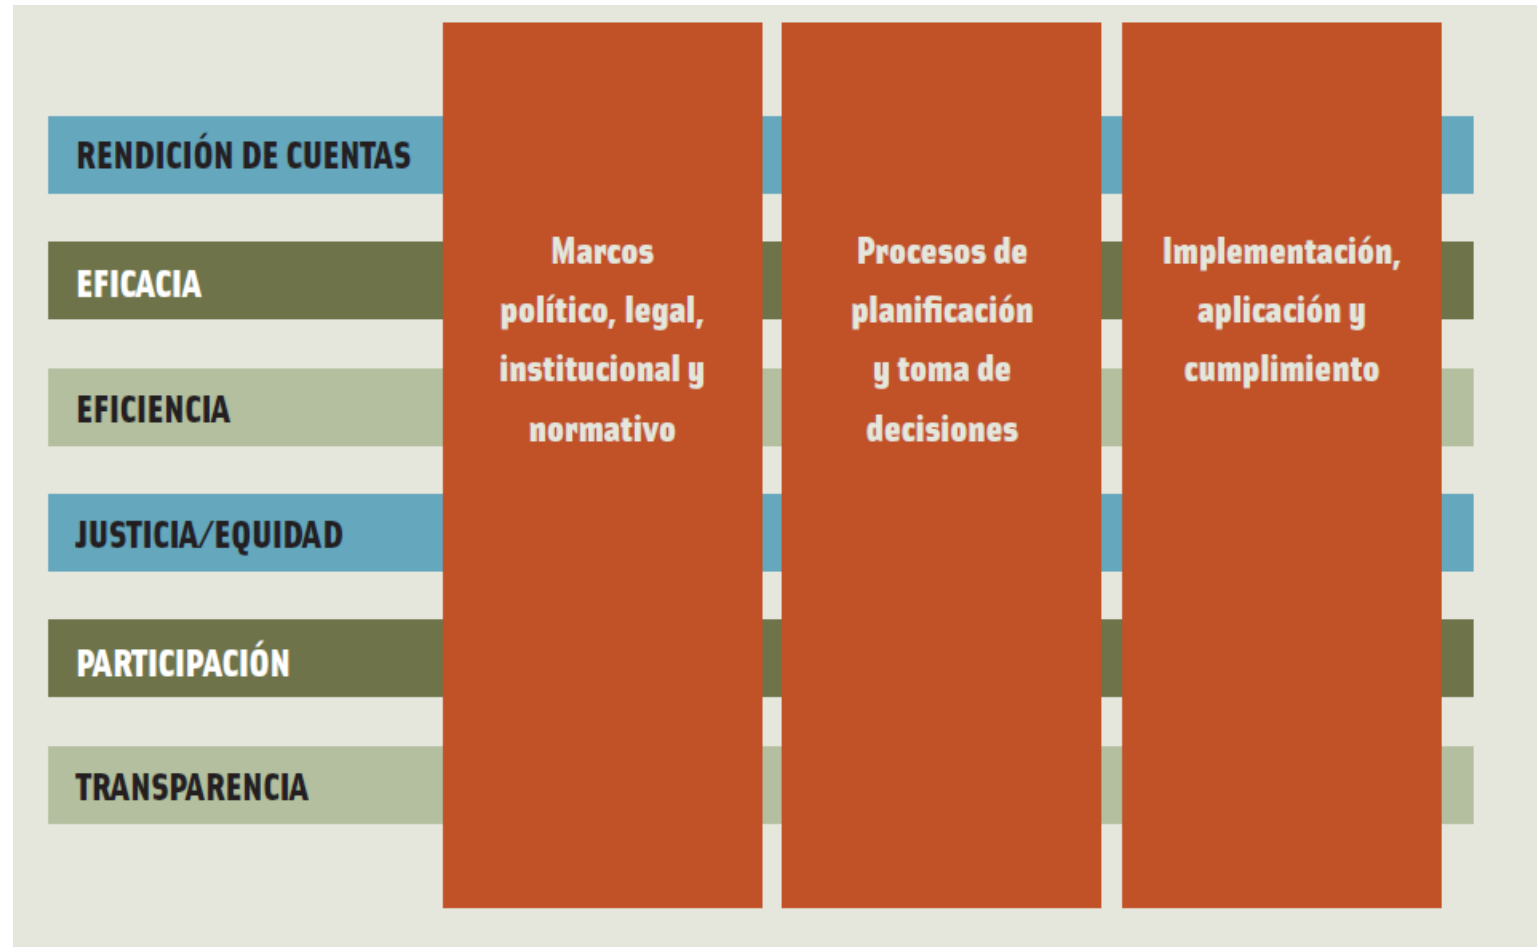 RENDICIÓN DE CUENTAS
EFICACIA
EFICIENCIA
JUSTICIA/EQUIDAD
PARTICIPACIÓN
TRANSPARENCIA
Marcos
político, legal,
institucional y
normativo
Procesos de
planificación
y toma de
decisiones
Implementación,
aplicación y
cumplimiento